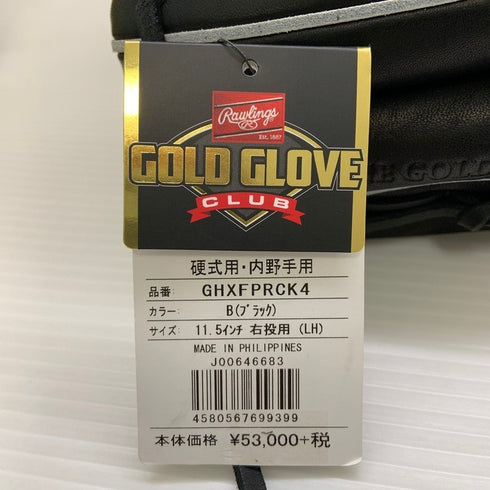 Rawlings
R
Est. 1887
GOLD GLOVE
CLUB
HE GOLD
硬式用・内野手用
品番: GHXFPRCK4
カラー: B(ブラック)
サイズ: 11.5インチ 右投用 (LH)
MADE IN PHILIPPINES
J00646683
4580567699399
本体価格 ¥53,000+税